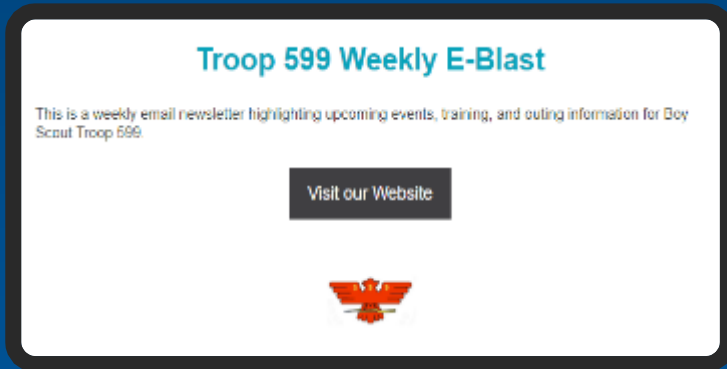 Troop 599 Weekly E-Blast
This is a weekly email newsletter highlighting upcoming events, training, and outing information for Boy
Scout Troop 599.
Visit our Website